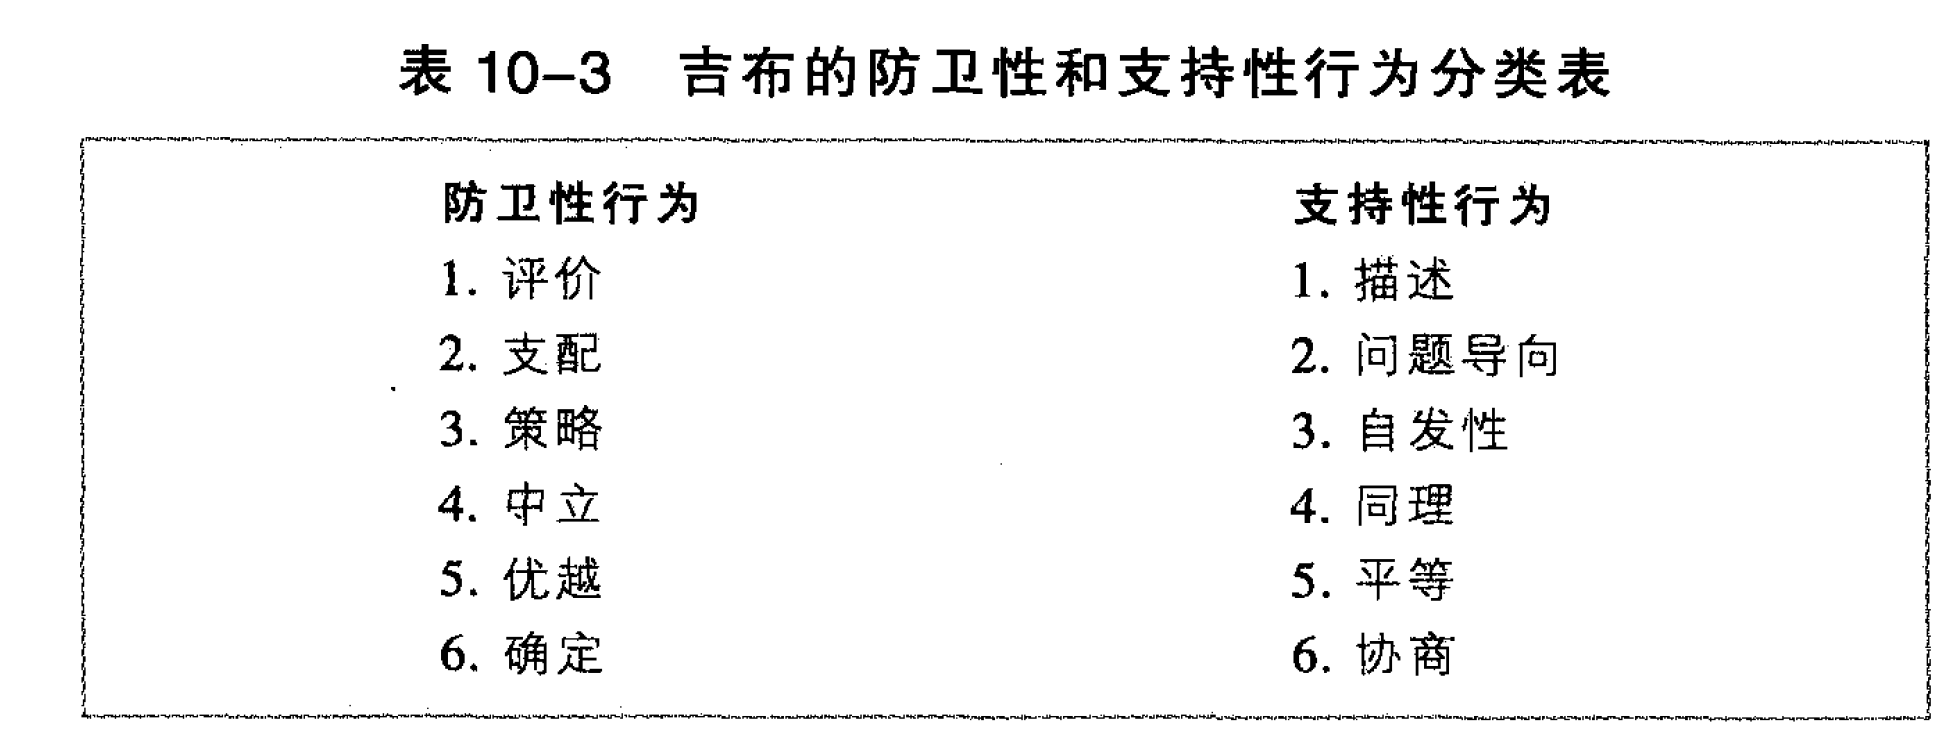 表 10-3 吉布的防卫性和支持性行为分类表
防卫性行为 支持性行为
1. 评价 1. 描述
2. 支配 2. 问题导向
3. 策略 3. 自发性
4. 中立 4. 同理
5. 优越 5. 平等
6. 确定 6. 协商